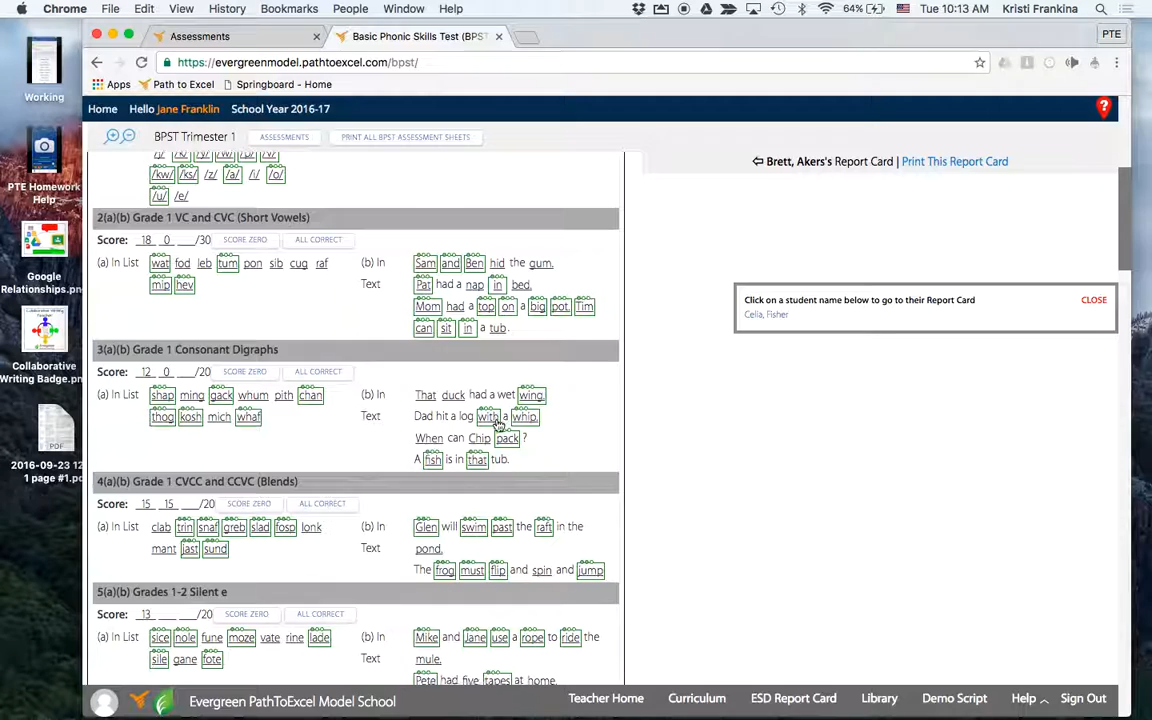 Chrome File Edit View History Bookmarks People Window Help 64% Tue 10:13 AM Kristi Frankina
Assessments Basic Phonic Skills Test (BPST PTE
https://evergreenmodel.pathtoexcel.com/bpst/
Apps Path to Excel Springboard - Home
Home Hello Jane Franklin School Year 2016-17 ?
BPST Trimester 1 ASSESSMENTS PRINT ALL BPST ASSESSMENT SHEETS
Brett, Akers's Report Card | Print This Report Card
/kw/ /ks/ /z/ /a/ /i/ /o/
/u/ /e/
2(a)(b) Grade 1 VC and CVC (Short Vowels)
Score: 18 0 /30 SCORE ZERO ALL CORRECT
(a) In List wat fod leb tum pon sib cug raf (b) In Sam and Ben hid the gum.
mip hev Text Pat had a nap in bed.
Mom had a top on a big pot. Tim
can sit in a tub.
3(a)(b) Grade 1 Consonant Digraphs
Score: 12 0 /20 SCORE ZERO ALL CORRECT
(a) In List shap ming gack whum pith chan (b) In That duck had a wet wing.
thog kosh mich whaf Text Dad hit a log with a whip.
When can Chip pack ?
A fish is in that tub.
4(a)(b) Grade 1 CVCC and CCVC (Blends)
Score: 15 15 /20 SCORE ZERO ALL CORRECT
(a) In List clab trin snaf greb slad fosp lonk (b) In Glen will swim past the raft in the
mant jast sund Text pond.
The frog must flip and spin and jump
5(a)(b) Grades 1-2 Silent e
Score: 13 /20 SCORE ZERO ALL CORRECT
(a) In List sice nole fune moze vate rine lade (b) In Mike and Jane use a rope to ride the
sile gane fote Text mule.
Pete had five tapes at home.
Click on a student name below to go to their Report Card CLOSE
Celia, Fisher
Evergreen PathToExcel Model School Teacher Home Curriculum ESD Report Card Library Demo Script Help Sign Out
Working
PTE Homework
Help
Google
Relationships.pn
Collaborative
Writing Badge.pn
PDF
2016-09-23 12
1 page #1.pc